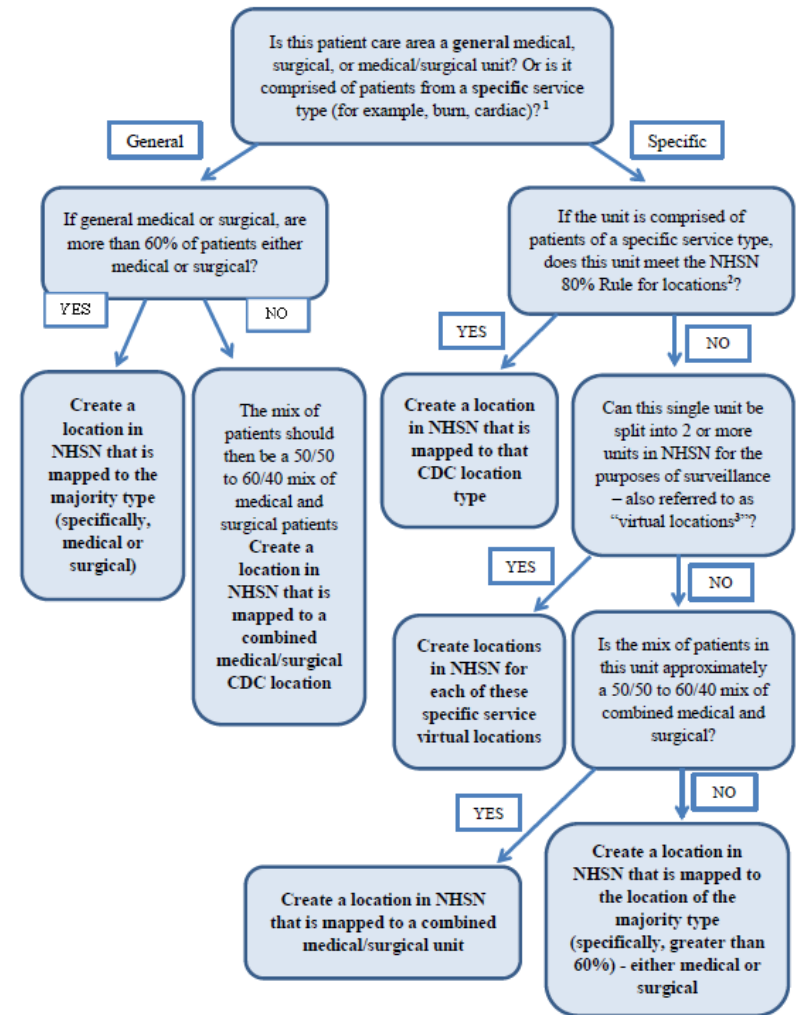 Is this patient care area a general medical,
surgical, or medical/surgical unit? Or is it
comprised of patients from a specific service
type (for example, burn, cardiac)?¹
General
Specific
If general medical or surgical, are
more than 60% of patients either
medical or surgical?
If the unit is comprised of
patients of a specific service type,
does this unit meet the NHSN
80% Rule for locations²?
YES
NO
YES
NO
Create a
location in
NHSN that is
mapped to the
majority type
(specifically,
medical or
surgical)
The mix of
patients should
then be a 50/50
to 60/40 mix of
medical and
surgical patients
Create a
location in
NHSN that is
mapped to a
combined
medical/surgical
CDC location
Create a location
in NHSN that is
mapped to that
CDC location
type
Can this single unit be
split into 2 or more
units in NHSN for the
purposes of surveillance
– also referred to as
“virtual locations³”?
YES
NO
Create locations
in NHSN for
each of these
specific service
virtual locations
Is the mix of patients in
this unit approximately
a 50/50 to 60/40 mix of
combined medical and
surgical?
YES
NO
Create a location in NHSN
that is mapped to a combined
medical/surgical unit
Create a location in
NHSN that is mapped to
the location of the
majority type
(specifically, greater than
60%) - either medical or
surgical